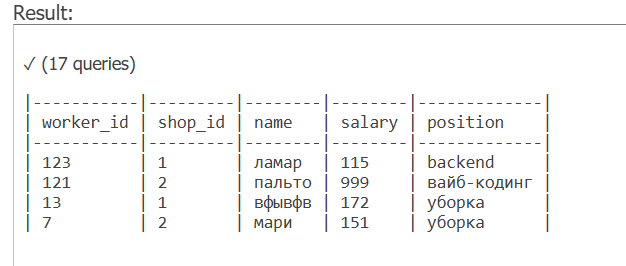 Result:
✓ (17 queries)
|-----------|---------|--------|--------|-------------|
| worker_id | shop_id | name   | salary | position    |
|-----------|---------|--------|--------|-------------|
| 123       | 1       | ламар  | 115    | backend     |
| 121       | 2       | пальто | 999    | вайб-кодинг |
| 13        | 1       | вфывфв | 172    | уборка      |
| 7         | 2       | мари   | 151    | уборка      |